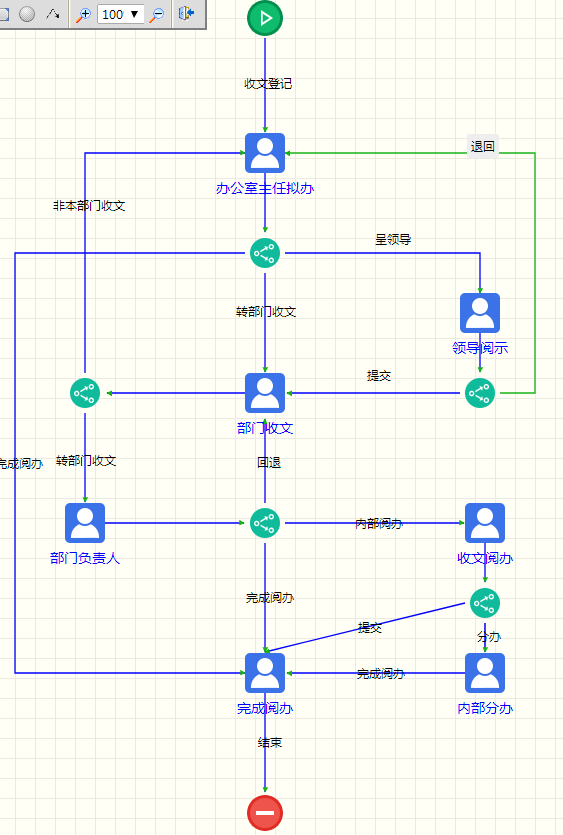 100
收文登记
退回
办公室主任拟办
非本部门收文
呈领导
转部门收文
领导阅示
提交
部门收文
完成阅办
转部门收文
回退
内部阅办
部门负责人
收文阅办
完成阅办
提交
分办
完成阅办
完成阅办
内部分办
结束